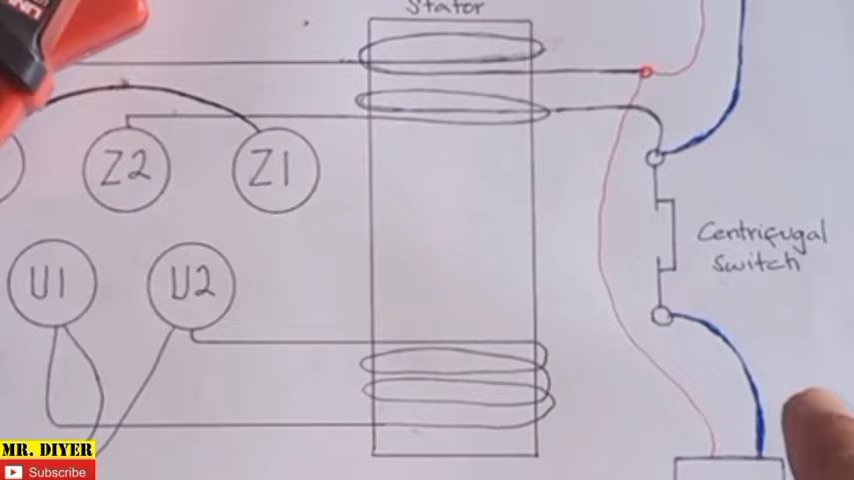 Stator
Z2
Z1
Centrifugal
Switch
U1
U2
MR. DIYER
Subscribe